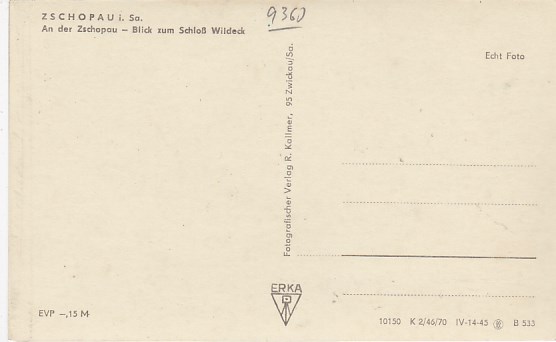 ZSCHOPAU i. Sa.
An der Zschopau – Blick zum Schloß Wildeck
9360
Echt Foto
Fotografischer Verlag R. Kallmer, 95 Zwickau/Sa.
ERKA
EVP –,15 M
10150 K 2/46/70 IV-14-45 B 533